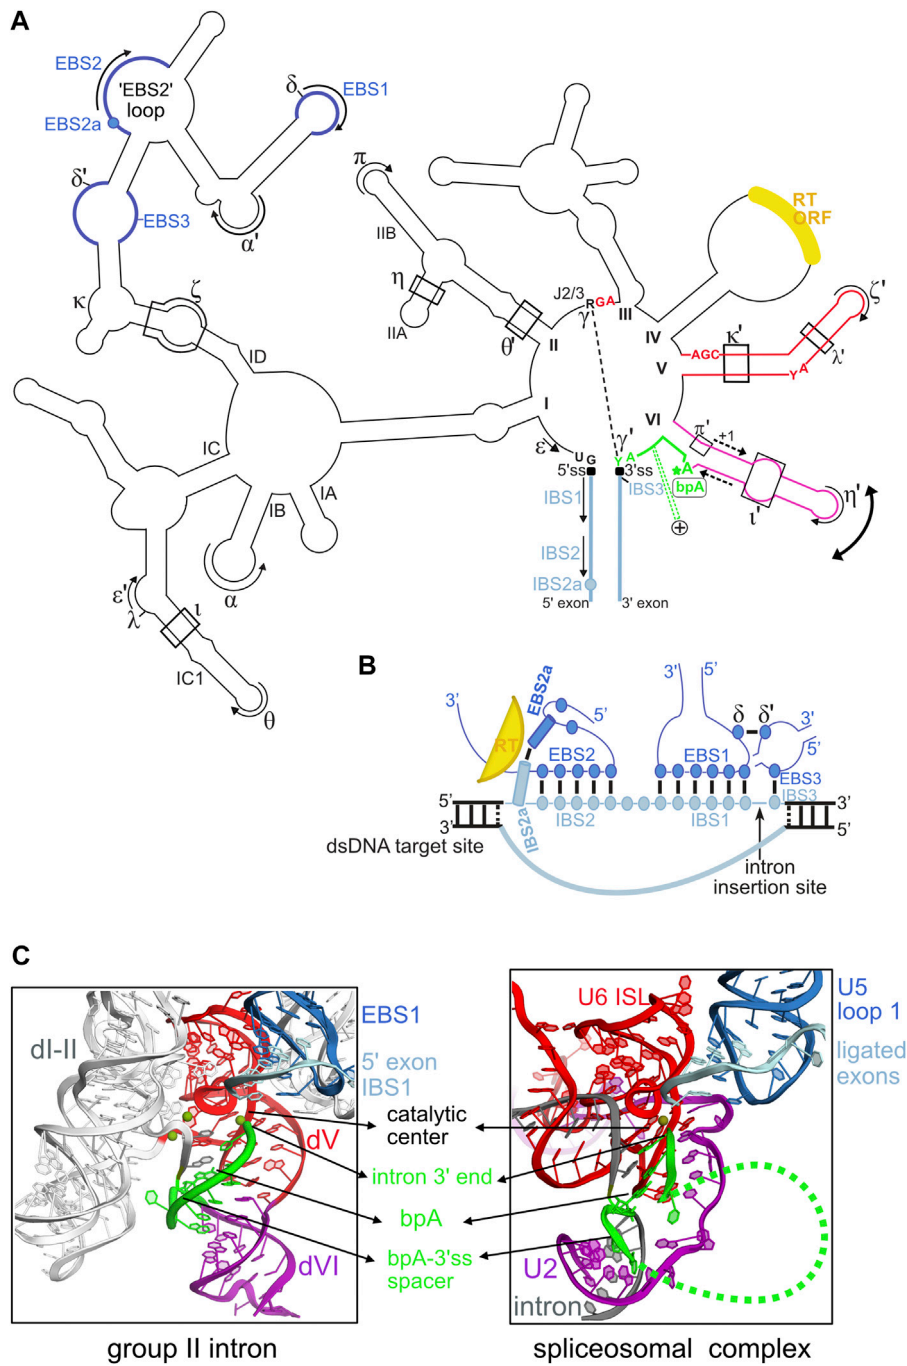 A
EBS2
'EBS2'
loop
EBS2a
δ
EBS1
δ'
EBS3
α'
κ
ζ
ID
IC
IB
IA
α
ε'
λ
ι
IC1
θ
π
IIB
η
IIA
θ'
II
J2/3
RGA
γ
III
IV
RT
ORF
ζ'
κ'
AGC
V
Y A
λ'
I
VI
π'
+1
ε
U G
γ'
Y A
*A
bpA
5'ss
3'ss
IBS1
IBS3
ι'
η'
IBS2
IBS2a
5' exon
3' exon
B
3'
EBS2a
5'
3'
5'
δ
δ'
3'
5'
RT
EBS2
EBS1
EBS3
IBS3
5'
3'
3'
5'
IBS2a
IBS2
IBS1
dsDNA target site
intron
insertion site
C
EBS1
dI-II
5' exon
IBS1
catalytic
center
dV
intron 3' end
bpA
bpA-3'ss
spacer
dVI
group II intron
U6 ISL
U5
loop 1
ligated
exons
U2
intron
spliceosomal complex